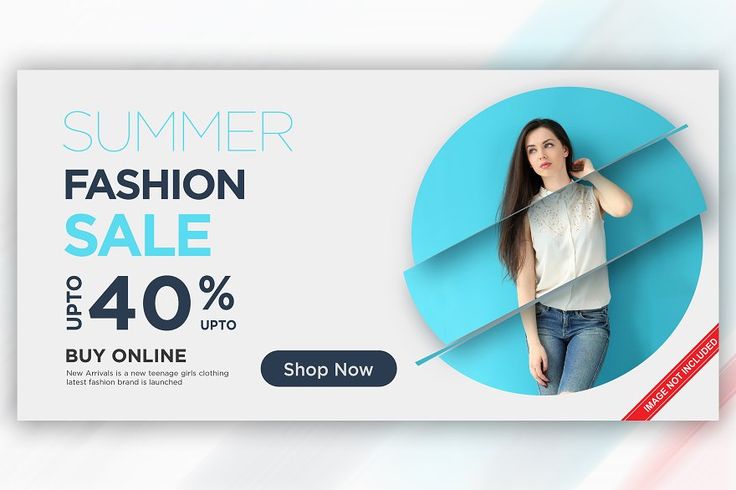 SUMMER
FASHION
SALE
UPTO 40% UPTO
BUY ONLINE
New Arrivals is a new teenage girls clothing
latest fashion brand is launched
Shop Now
IMAGE NOT INCLUDED